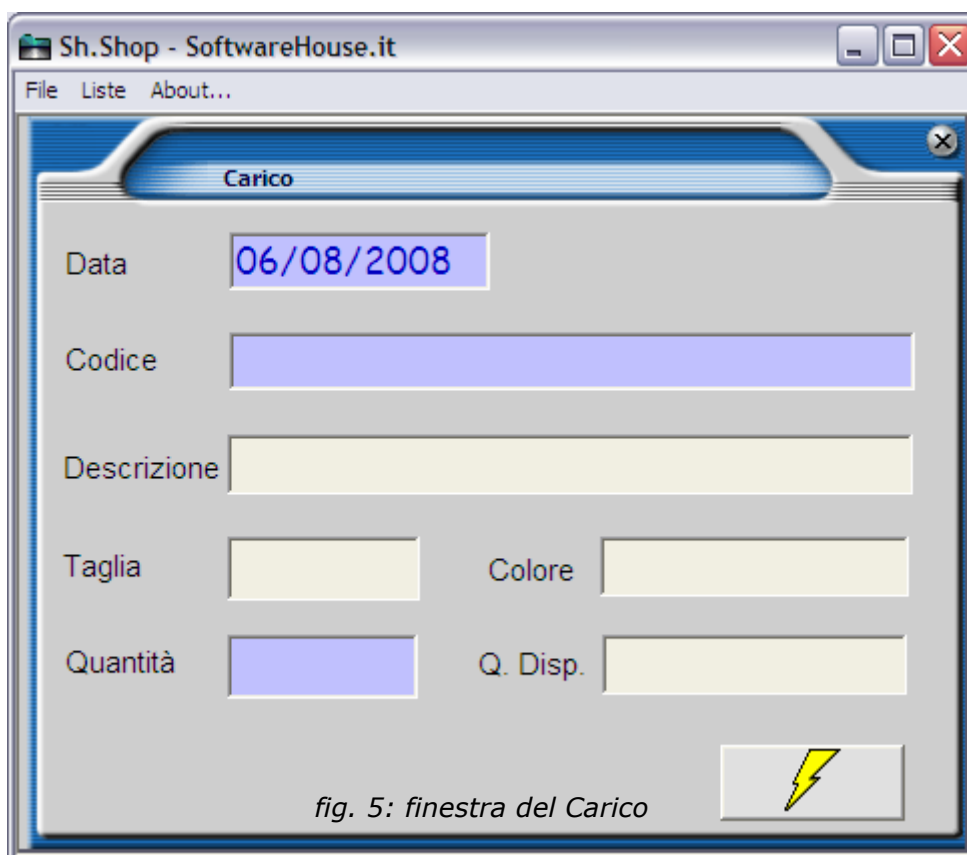 Sh.Shop - SoftwareHouse.it
File Liste About...
Carico
Data 06/08/2008
Codice
Descrizione
Taglia Colore
Quantità Q. Disp.
fig. 5: finestra del Carico